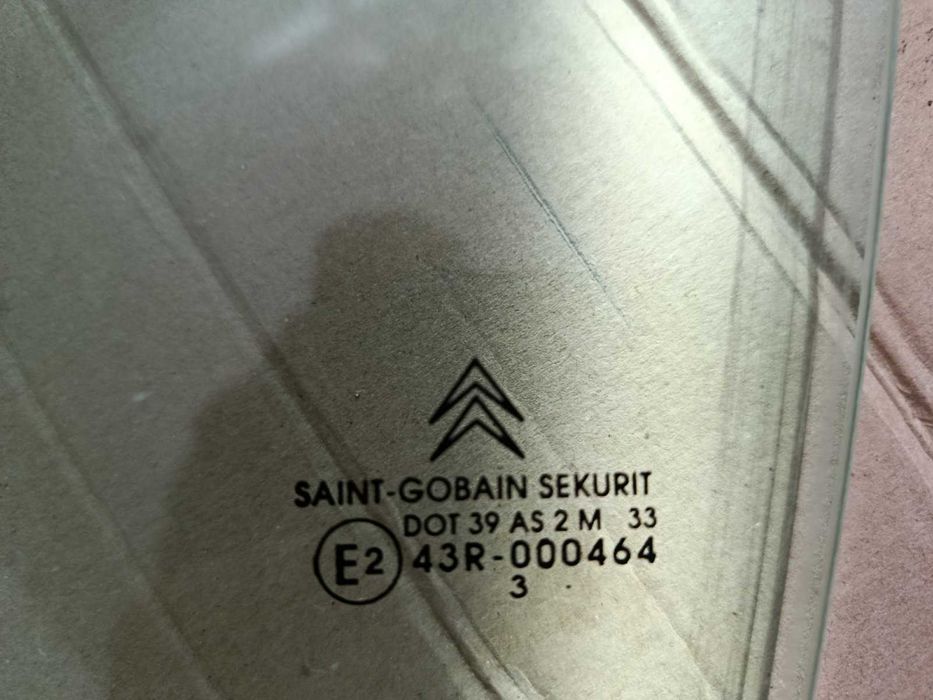 SAINT-GOBAIN SEKURIT
DOT 39 AS 2 M 33
E2 43R-000464
3